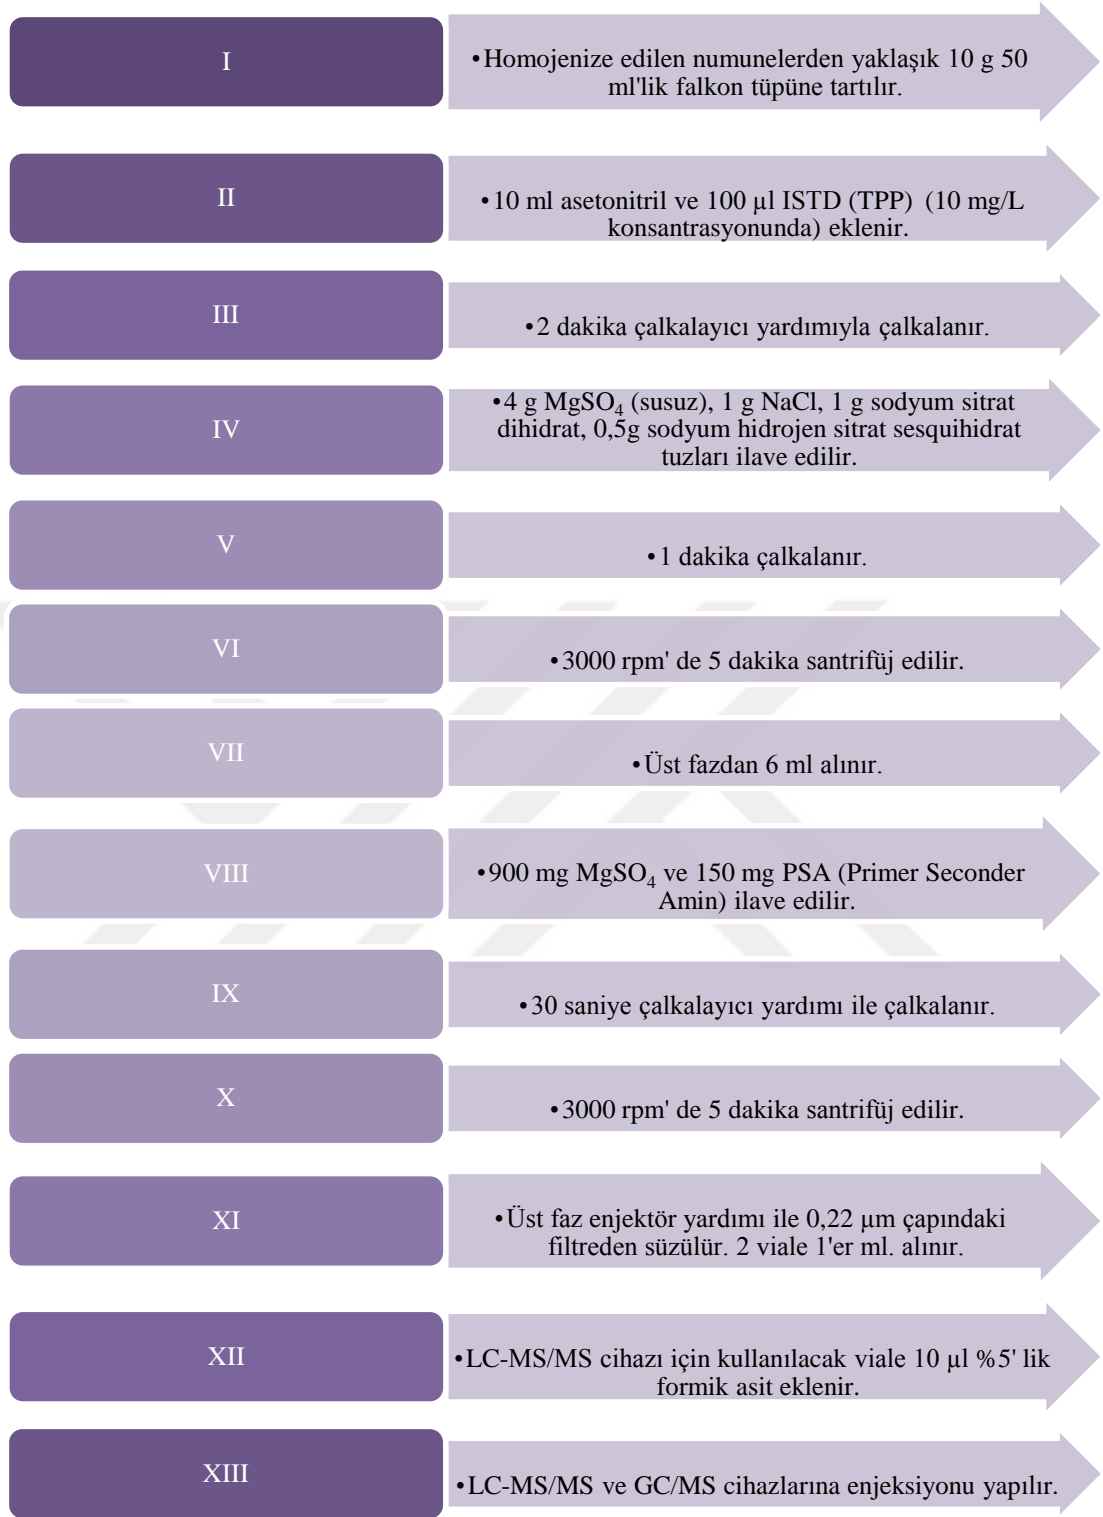 I
•Homojenize edilen numunelerden yaklaşık 10 g 50
ml'lik falkon tüpüne tartılır.
II
•10 ml asetonitril ve 100 µl ISTD (TPP)  (10 mg/L
konsantrasyonunda) eklenir.
III
•2 dakika çalkalayıcı yardımıyla çalkalanır.
IV
•4 g MgSO₄ (susuz), 1 g NaCl, 1 g sodyum sitrat
dihidrat, 0,5g sodyum hidrojen sitrat sesquihidrat
tuzları ilave edilir.
V
•1 dakika çalkalanır.
VI
•3000 rpm' de 5 dakika santrifüj edilir.
VII
•Üst fazdan 6 ml alınır.
VIII
•900 mg MgSO₄ ve 150 mg PSA (Primer Seconder
Amin) ilave edilir.
IX
•30 saniye çalkalayıcı yardımı ile çalkalanır.
X
•3000 rpm' de 5 dakika santrifüj edilir.
XI
•Üst faz enjektör yardımı ile 0,22 µm çapındaki
filtreden süzülür. 2 viale 1'er ml. alınır.
XII
•LC-MS/MS cihazı için kullanılacak viale 10 µl %5' lik
formik asit eklenir.
XIII
•LC-MS/MS ve GC/MS cihazlarına enjeksiyonu yapılır.